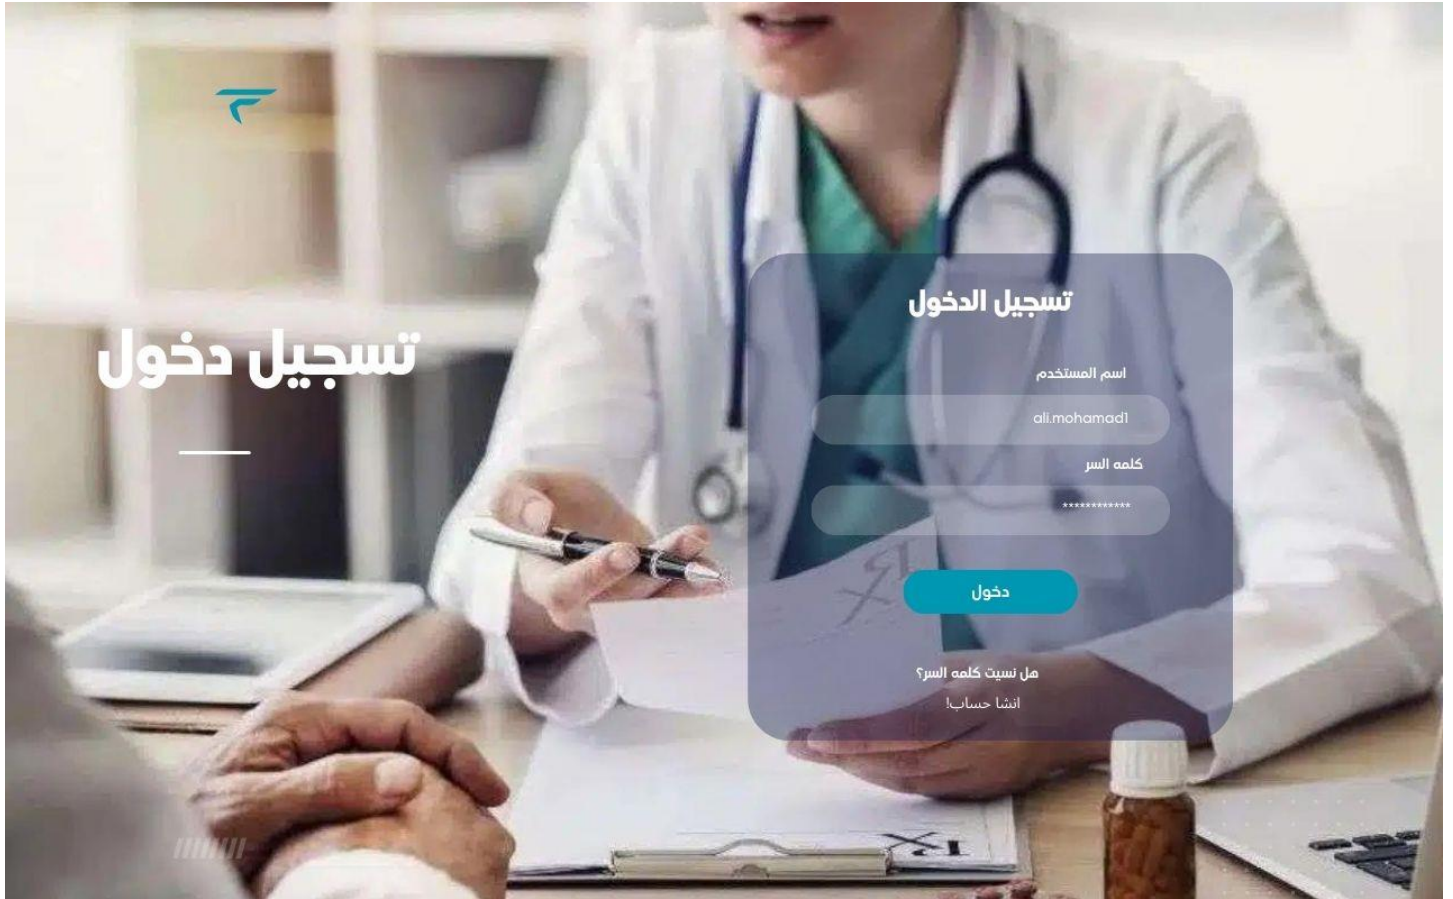 تسجيل دخول
تسجيل الدخول
اسم المستخدم
ali.mohamad1
كلمه السر
************
دخول
هل نسيت كلمه السر؟
انشا حساب!